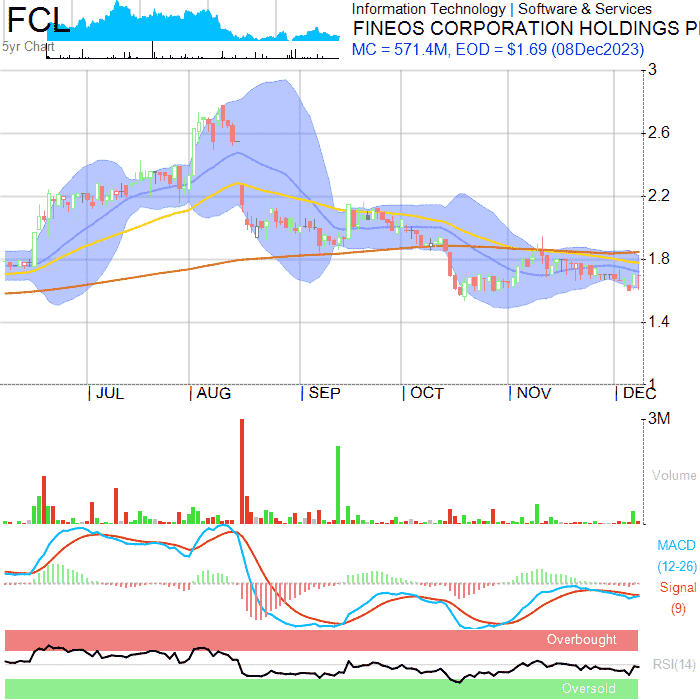 FCL
5yr Chart
Information Technology | Software & Services
FINEOS CORPORATION HOLDINGS P
MC = 571.4M, EOD = $1.69 (08Dec2023)
3
2.6
2.2
1.8
1.4
1
JUL
AUG
SEP
OCT
NOV
DEC
3M
Volume
MACD
(12-26)
Signal
(9)
Overbought
RSI(14)
Oversold